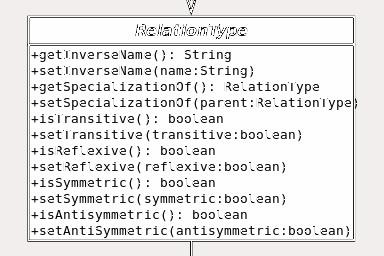 RelationType
+getInverseName(): String
+setInverseName(name:String)
+getSpecializationOf(): RelationType
+setSpecializationOf(parent:RelationType)
+isTransitive(): boolean
+setTransitive(transitive:boolean)
+isReflexive(): boolean
+setReflexive(reflexive:boolean)
+isSymmetric(): boolean
+setSymmetric(symmetric:boolean)
+isAntisymmetric(): boolean
+setAntiSymmetric(antisymmetric:boolean)